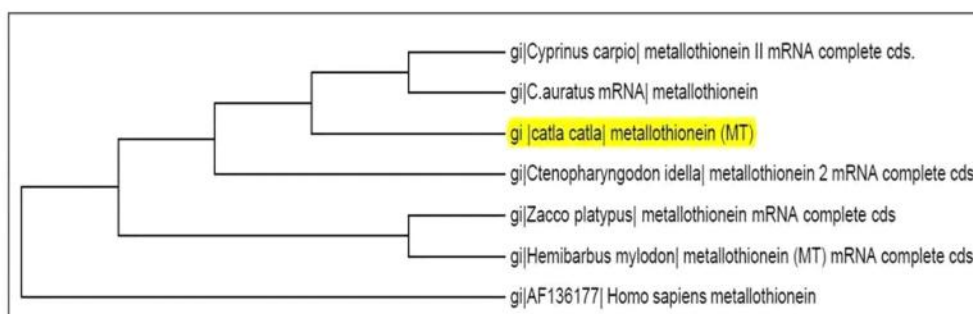 gi|Cyprinus carpio| metallothionein II mRNA complete cds.
gi|C.auratus mRNA| metallothionein
gi |catla catla| metallothionein (MT)
gi|Ctenopharyngodon idella| metallothionein 2 mRNA complete cds
gi|Zacco platypus| metallothionein mRNA complete cds
gi|Hemibarbus mylodon| metallothionein (MT) mRNA complete cds
gi|AF136177| Homo sapiens metallothionein